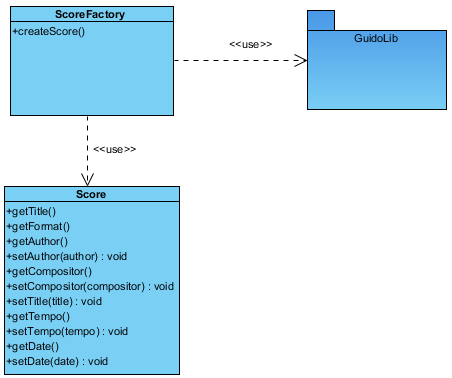 ScoreFactory
+createScore()
<<use>>
GuidoLib
<<use>>
Score
+getTitle()
+getFormat()
+getAuthor()
+setAuthor(author) : void
+getCompositor()
+setCompositor(compositor) : void
+setTitle(title) : void
+getTempo()
+setTempo(tempo) : void
+getDate()
+setDate(date) : void